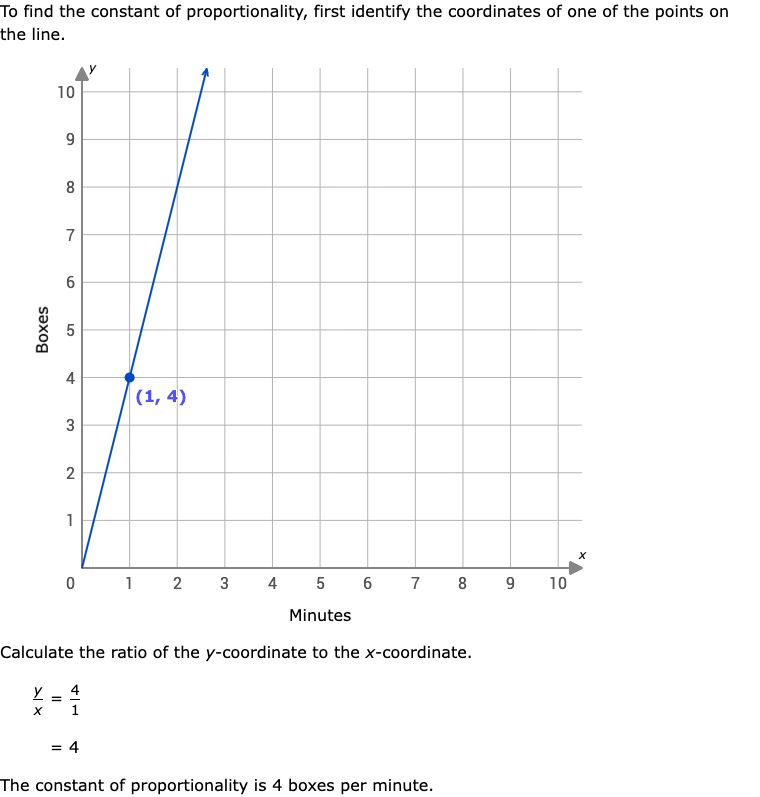 To find the constant of proportionality, first identify the coordinates of one of the points on
the line.
y
10
9
8
7
6
5
4
3
2
1
Boxes
(1, 4)
x
0 1 2 3 4 5 6 7 8 9 10
Minutes
Calculate the ratio of the y-coordinate to the x-coordinate.
y/x = 4/1
= 4
The constant of proportionality is 4 boxes per minute.